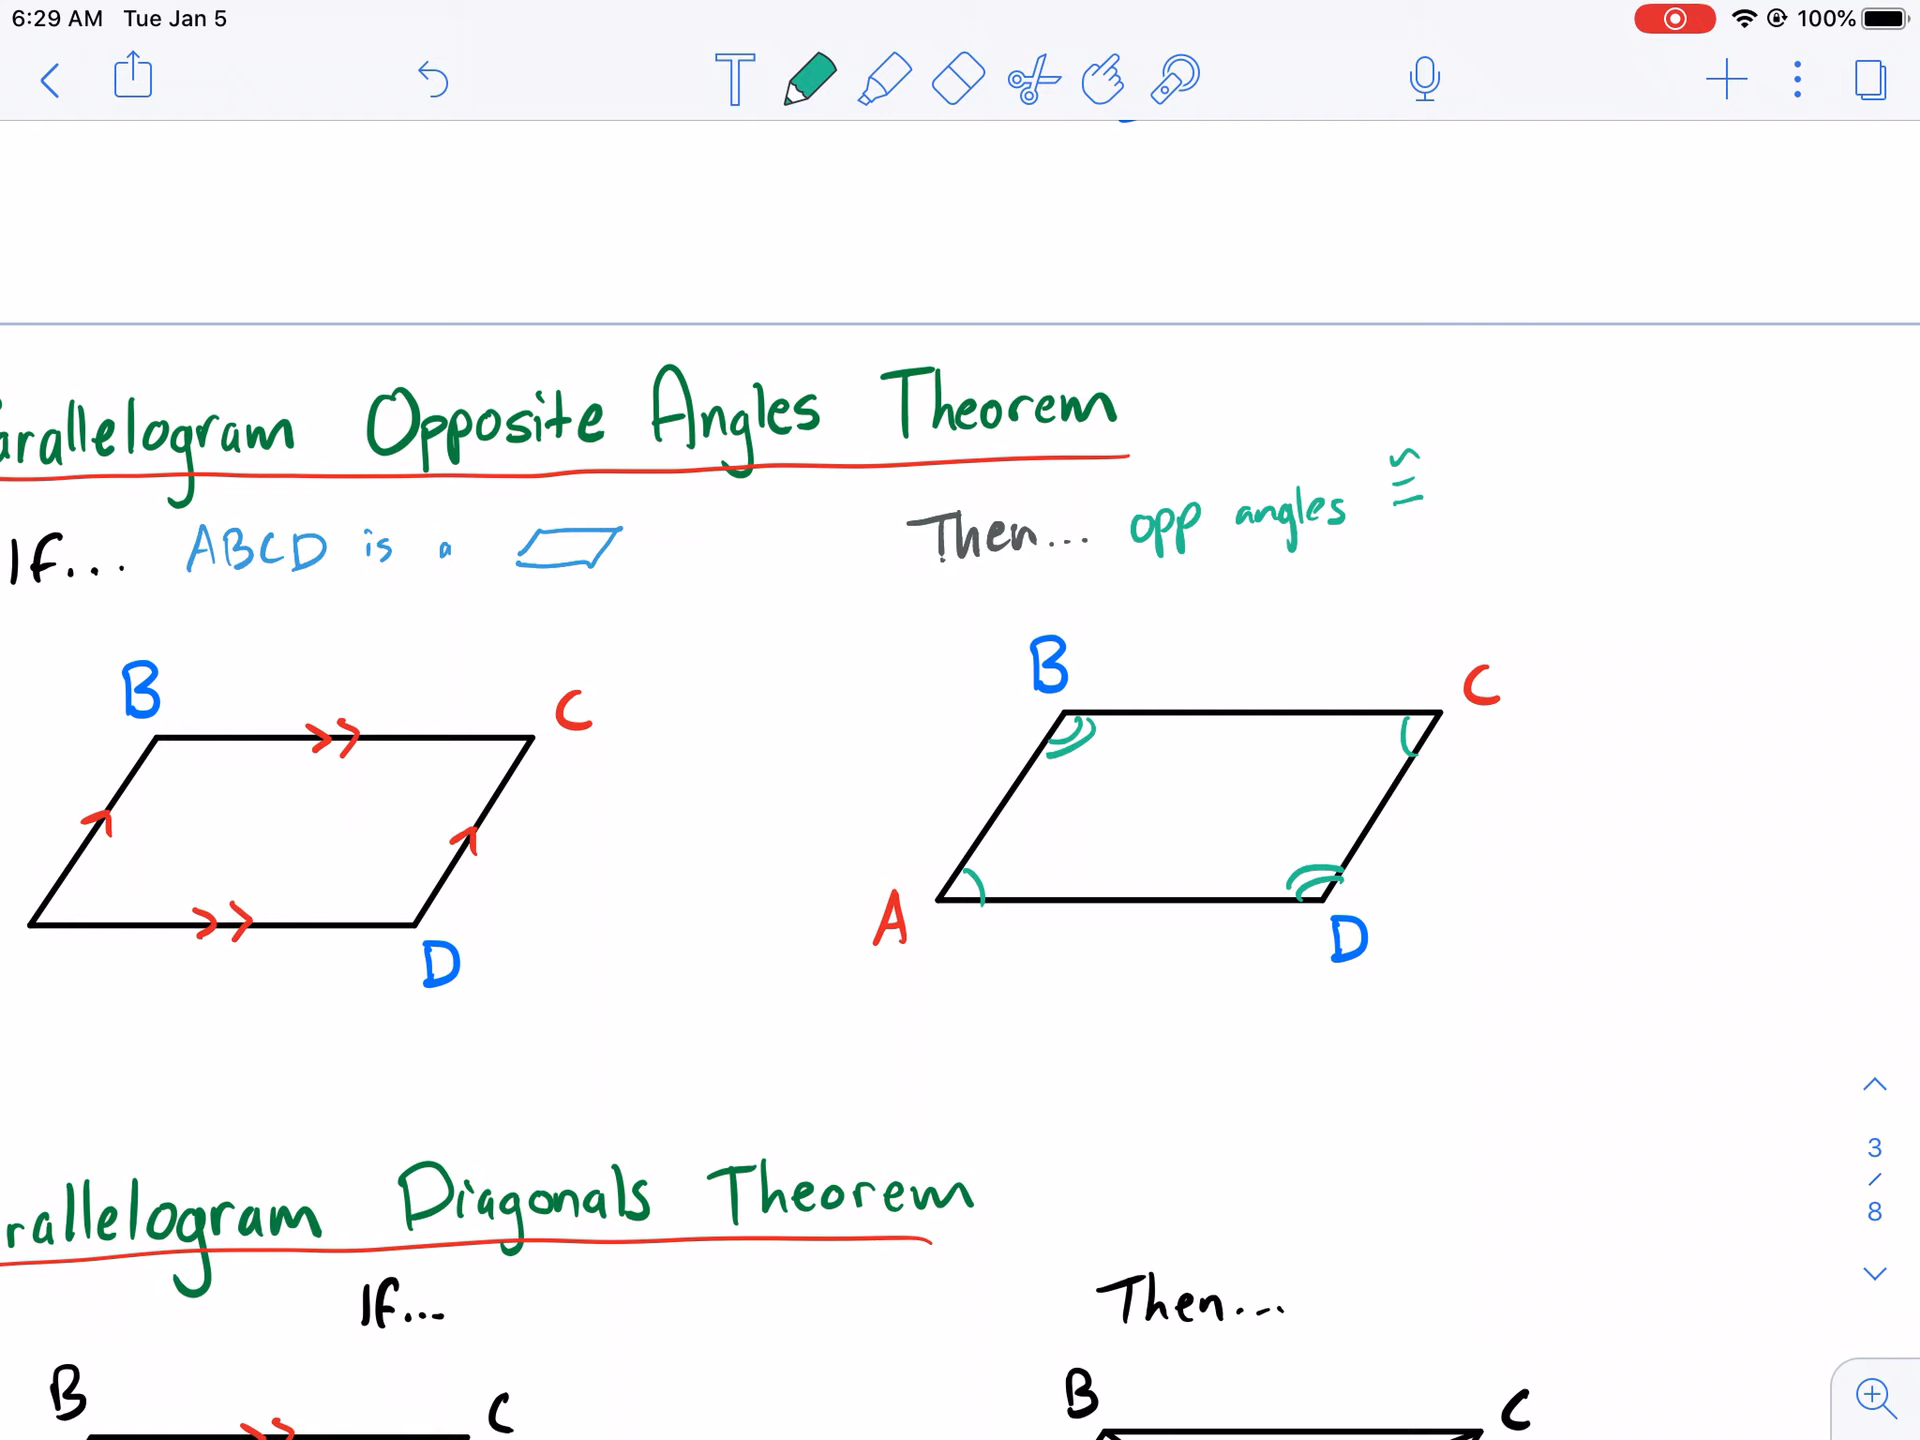 6:29 AM Tue Jan 5
100%
arallelogram Opposite Angles Theorem
If... ABCD is a
Then... opp angles ≅
B
C
D
B
C
A
D
3
/
8
rallelogram Diagonals Theorem
If...
Then...
B
C
B
C